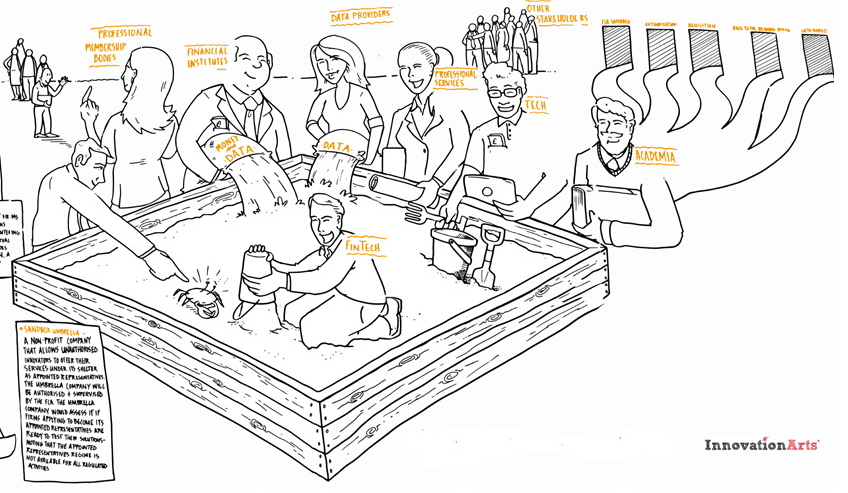 PROFESSIONAL
MEMBERSHIP
BODIES
FINANCIAL
INSTITUTES
DATA PROVIDERS
OTHER
STAKEHOLDERS
PROFESSIONAL
SERVICES
TECH
ACADEMIA
MONEY
DATA
DATA
FINTECH
AUTHORISATION
SANDBOX UMBRELLA -
A NON-PROFIT COMPANY
THAT ALLOWS UNAUTHORISED
INNOVATORS TO OFFER THEIR
SERVICES UNDER ITS SHELTER
AS APPOINTED REPRESENTATIVES.
THE UMBRELLA COMPANY WILL
BE AUTHORISED + SUPERVISED
BY THE FCA. THE UMBRELLA
COMPANY WOULD ASSESS IF IF
FIRMS APPLYING TO BECOME ITS
APPOINTED REPRESENTATIVES ARE
READY TO TEST THEIR SOLUTIONS-
NOTING THAT THE APPOINTED
REPRESENTATIVES REGIME IS
NOT AVAILABLE FOR ALL REGULATED
ACTIVITIES
InnovationArts